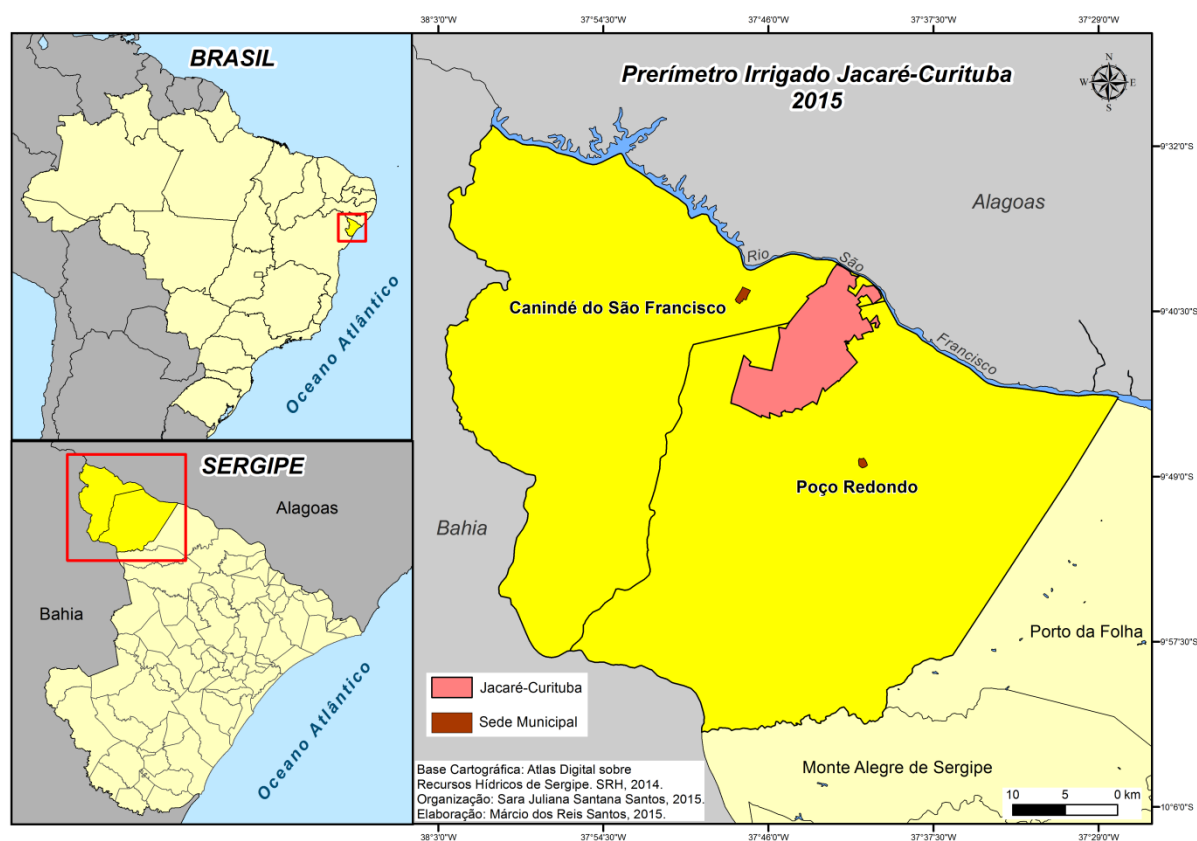 BRASIL
Oceano Atlântico
SERGIPE
Alagoas
Bahia
Oceano Atlântico
38°3'0"W
37°54'30"W
37°46'0"W
37°37'30"W
37°29'0"W
Prerímetro Irrigado Jacaré-Curituba
2015
N
W
E
S
9°32'0"S
Alagoas
Rio
São
Francisco
Canindé do São Francisco
9°40'30"S
9°49'0"S
Poço Redondo
Bahia
Porto da Folha
9°57'30"S
Jacaré-Curituba
Sede Municipal
Monte Alegre de Sergipe
Base Cartográfica: Atlas Digital sobre
Recursos Hídricos de Sergipe. SRH, 2014.
Organização: Sara Juliana Santana Santos, 2015.
Elaboração: Márcio dos Reis Santos, 2015.
10 5 0 km
10°6'0"S
38°3'0"W
37°54'30"W
37°46'0"W
37°37'30"W
37°29'0"W